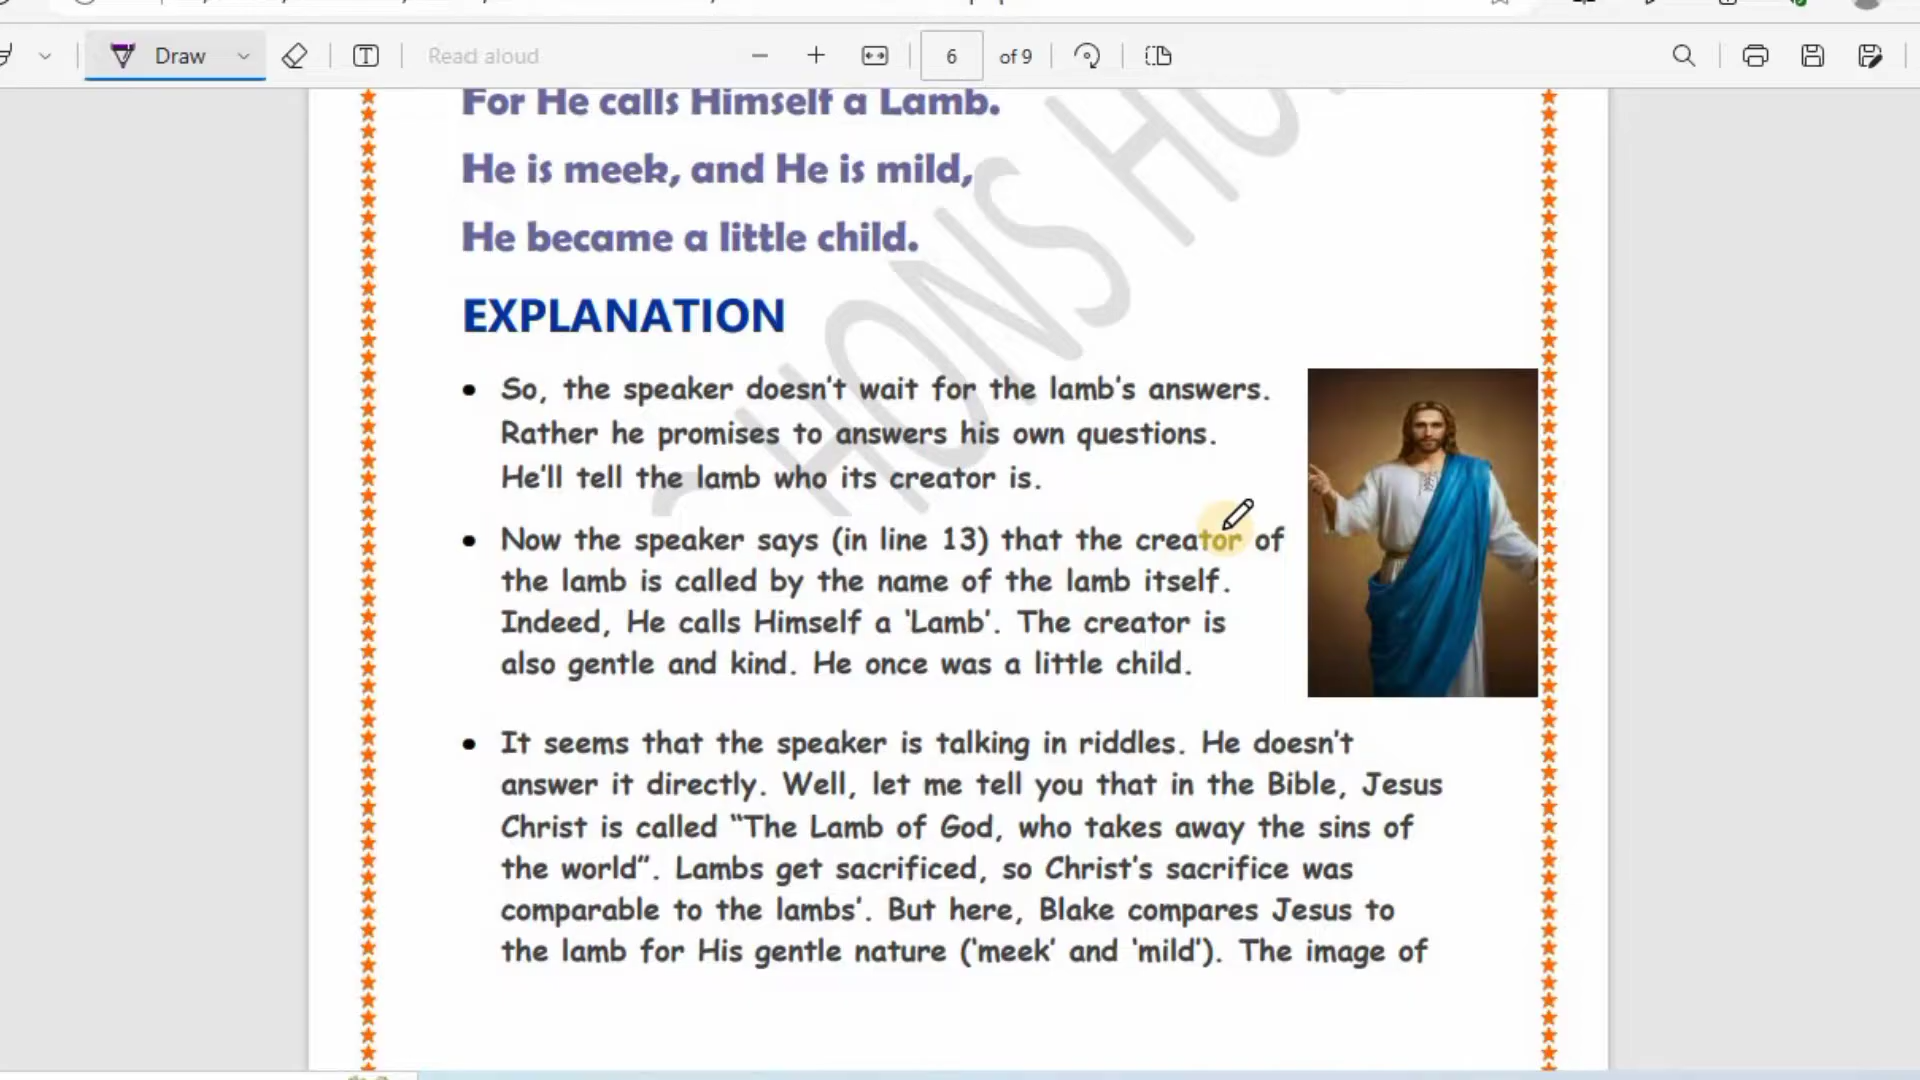 Draw
Read aloud
6
of 9
For He calls Himself a Lamb.
He is meek, and He is mild,
He became a little child.
EXPLANATION
• So, the speaker doesn't wait for the lamb's answers.
Rather he promises to answers his own questions.
He'll tell the lamb who its creator is.
• Now the speaker says (in line 13) that the creator of
the lamb is called by the name of the lamb itself.
Indeed, He calls Himself a ‘Lamb’. The creator is
also gentle and kind. He once was a little child.
• It seems that the speaker is talking in riddles. He doesn't
answer it directly. Well, let me tell you that in the Bible, Jesus
Christ is called “The Lamb of God, who takes away the sins of
the world”. Lambs get sacrificed, so Christ's sacrifice was
comparable to the lambs’. But here, Blake compares Jesus to
the lamb for His gentle nature (‘meek’ and ‘mild’). The image of
HONS